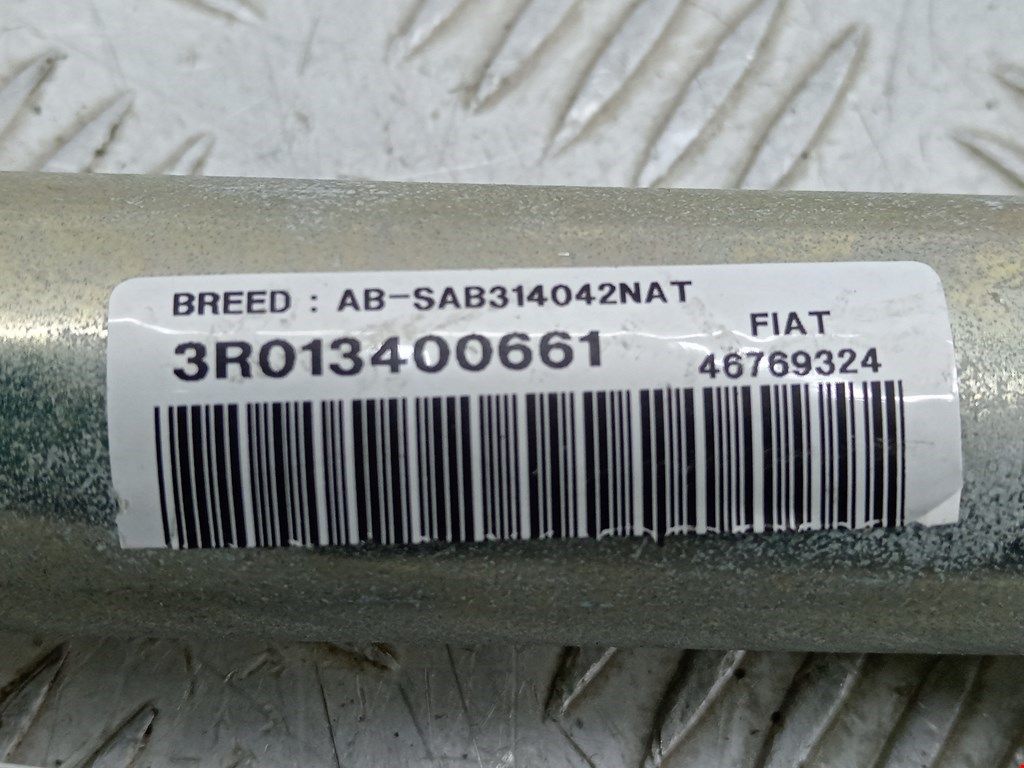 BREED : AB-SAB314042NAT
FIAT
3R013400661
46769324